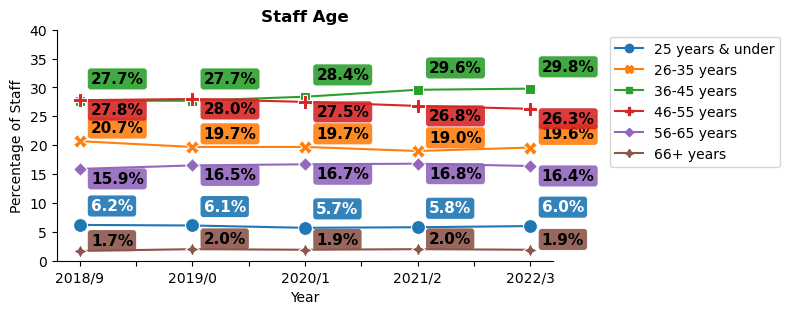 Staff Age
Percentage of Staff
40
35
30
25
20
15
10
5
0
27.7% 27.7% 28.4% 29.6% 29.8%
27.8% 28.0% 27.5% 26.8% 26.3%
20.7% 19.7% 19.7% 19.0% 19.6%
15.9% 16.5% 16.7% 16.8% 16.4%
6.2% 6.1% 5.7% 5.8% 6.0%
1.7% 2.0% 1.9% 2.0% 1.9%
2018/9 2019/0 2020/1 2021/2 2022/3
Year
25 years & under
26-35 years
36-45 years
46-55 years
56-65 years
66+ years